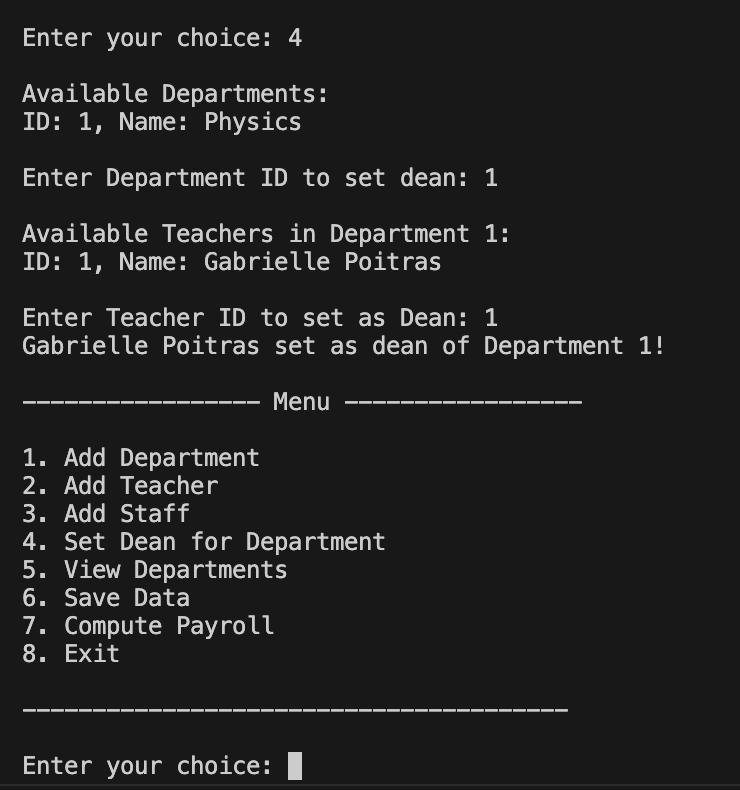 Enter your choice: 4
Available Departments:
ID: 1, Name: Physics
Enter Department ID to set dean: 1
Available Teachers in Department 1:
ID: 1, Name: Gabrielle Poitras
Enter Teacher ID to set as Dean: 1
Gabrielle Poitras set as dean of Department 1!
----------------- Menu -----------------
1. Add Department
2. Add Teacher
3. Add Staff
4. Set Dean for Department
5. View Departments
6. Save Data
7. Compute Payroll
8. Exit
---------------------------------------
Enter your choice: